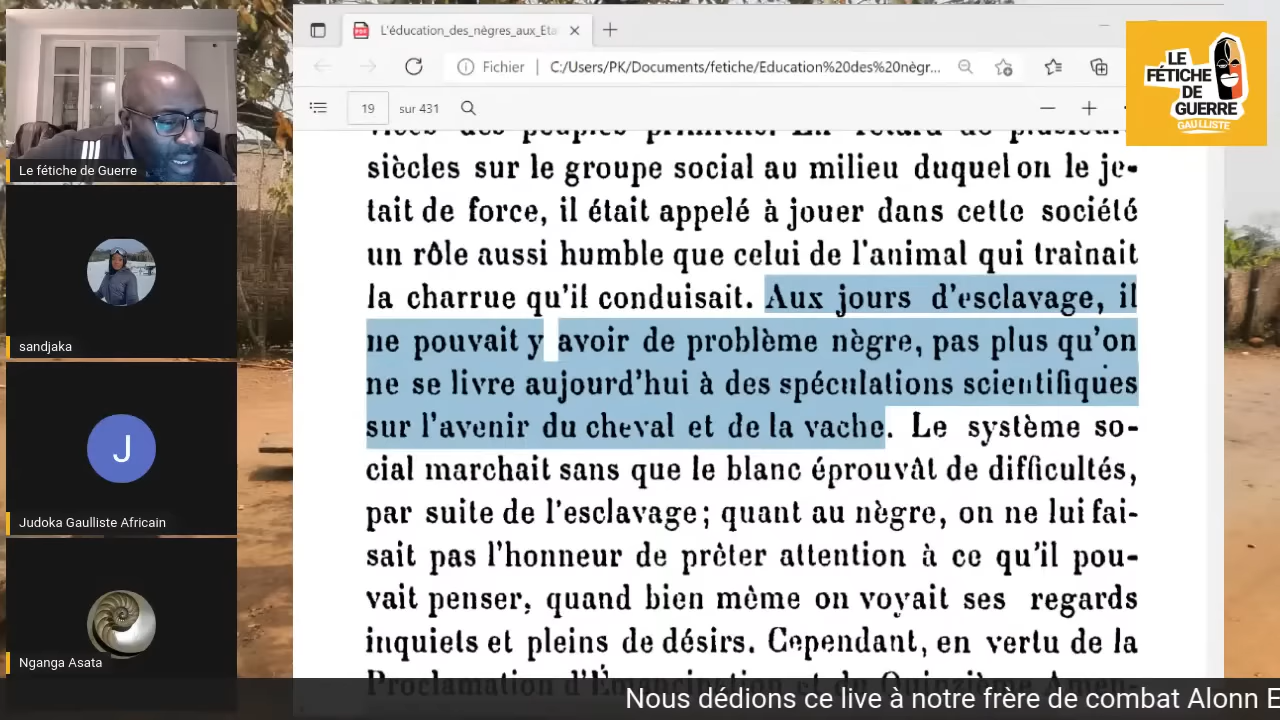 L'éducation_des_nègres_aux_Eta
Fichier
C:/Users/PK/Documents/fetiche/Education%20des%20nègr...
19
sur 431
LE
FÉTICHE
DE
GUERRE
GAULLISTE
siècles sur le groupe social au milieu duquel on le je-
tait de force, il était appelé à jouer dans cette société
un rôle aussi humble que celui de l'animal qui traînait
la charrue qu'il conduisait. Aux jours d'esclavage, il
ne pouvait y avoir de problème nègre, pas plus qu'on
ne se livre aujourd'hui à des spéculations scientifiques
sur l'avenir du cheval et de la vache. Le système so-
cial marchait sans que le blanc éprouvât de difficultés,
par suite de l'esclavage; quant au nègre, on ne lui fai-
sait pas l'honneur de prêter attention à ce qu'il pou-
vait penser, quand bien même on voyait ses regards
inquiets et pleins de désirs. Cependant, en vertu de la
Proclamation d'Émancipation et du Quinzième Amen-
Le fétiche de Guerre
sandjaka
J
Judoka Gaulliste Africain
Nganga Asata
Nous dédions ce live à notre frère de combat Alonn E